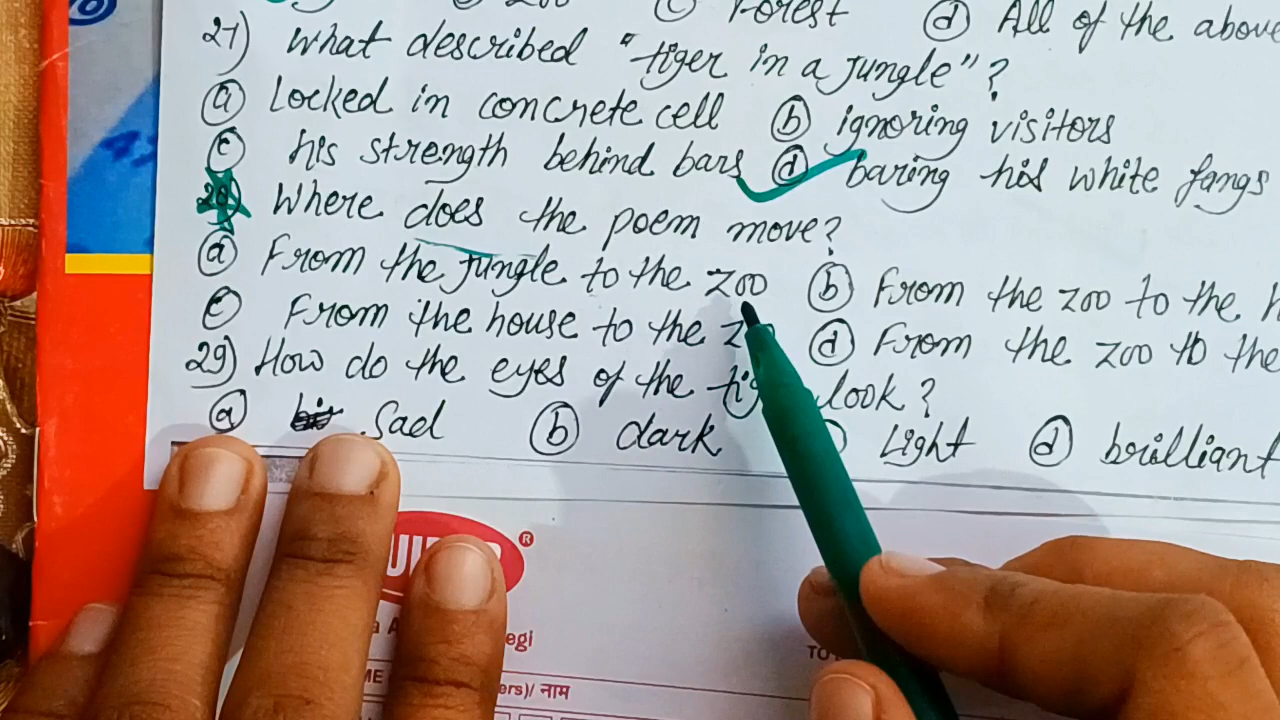 Forest (d) All of the above
27) What described "tiger in a jungle"?
(a) Locked in concrete cell (b) ignoring visitors
(c) his strength behind bars (d) baring his white fangs
28) Where does the poem move?
(a) From the jungle to the zoo (b) From the zoo to the
(c) From the house to the (d) From the zoo to the
29) How do the eyes of the look?
(a) Sad (b) dark Light (d) brilliant
®
egi
ers)/ नाम